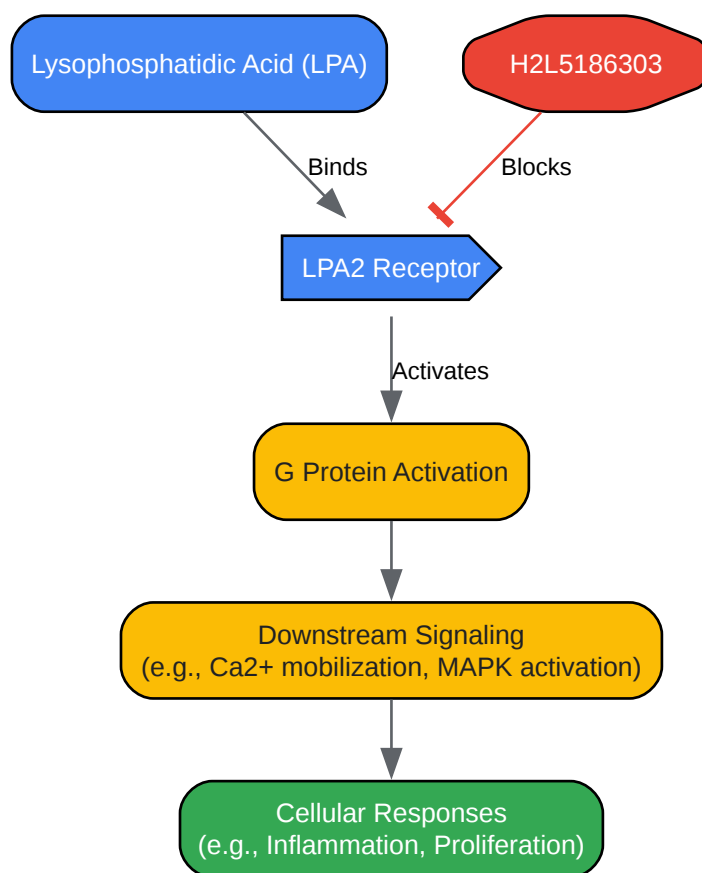 Lysophosphatidic Acid (LPA)
H2L5186303
Binds
Blocks
LPA2 Receptor
Activates
G Protein Activation
Downstream Signaling
(e.g., Ca2+ mobilization, MAPK activation)
Cellular Responses
(e.g., Inflammation, Proliferation)